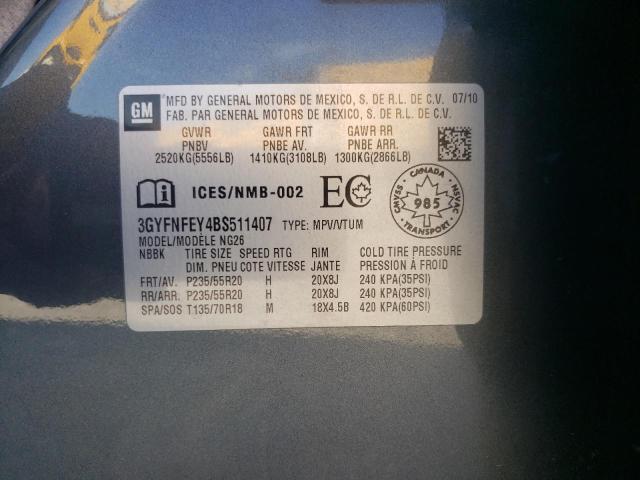 GM
MFD BY GENERAL MOTORS DE MEXICO, S. DE R.L. DE C.V. 07/10
FAB. PAR GENERAL MOTORS DE MEXICO, S. DE R.L. DE C.V.
GVWR GAWR FRT GAWR RR
PNBV PNBE AV. PNBE ARR.
2520KG(5556LB) 1410KG(3108LB) 1300KG(2866LB)
ICES/NMB-002 EC
CANADA
CMVSS 985 NSVAC
TRANSPORT
3GYFNFEY4BS511407 TYPE: MPV/VTUM
MODEL/MODÈLE NG26
NBBK TIRE SIZE SPEED RTG RIM COLD TIRE PRESSURE
DIM. PNEU COTE VITESSE JANTE PRESSION À FROID
FRT/AV. P235/55R20 H 20X8J 240 KPA(35PSI)
RR/ARR. P235/55R20 H 20X8J 240 KPA(35PSI)
SPA/SOS T135/70R18 M 18X4.5B 420 KPA(60PSI)